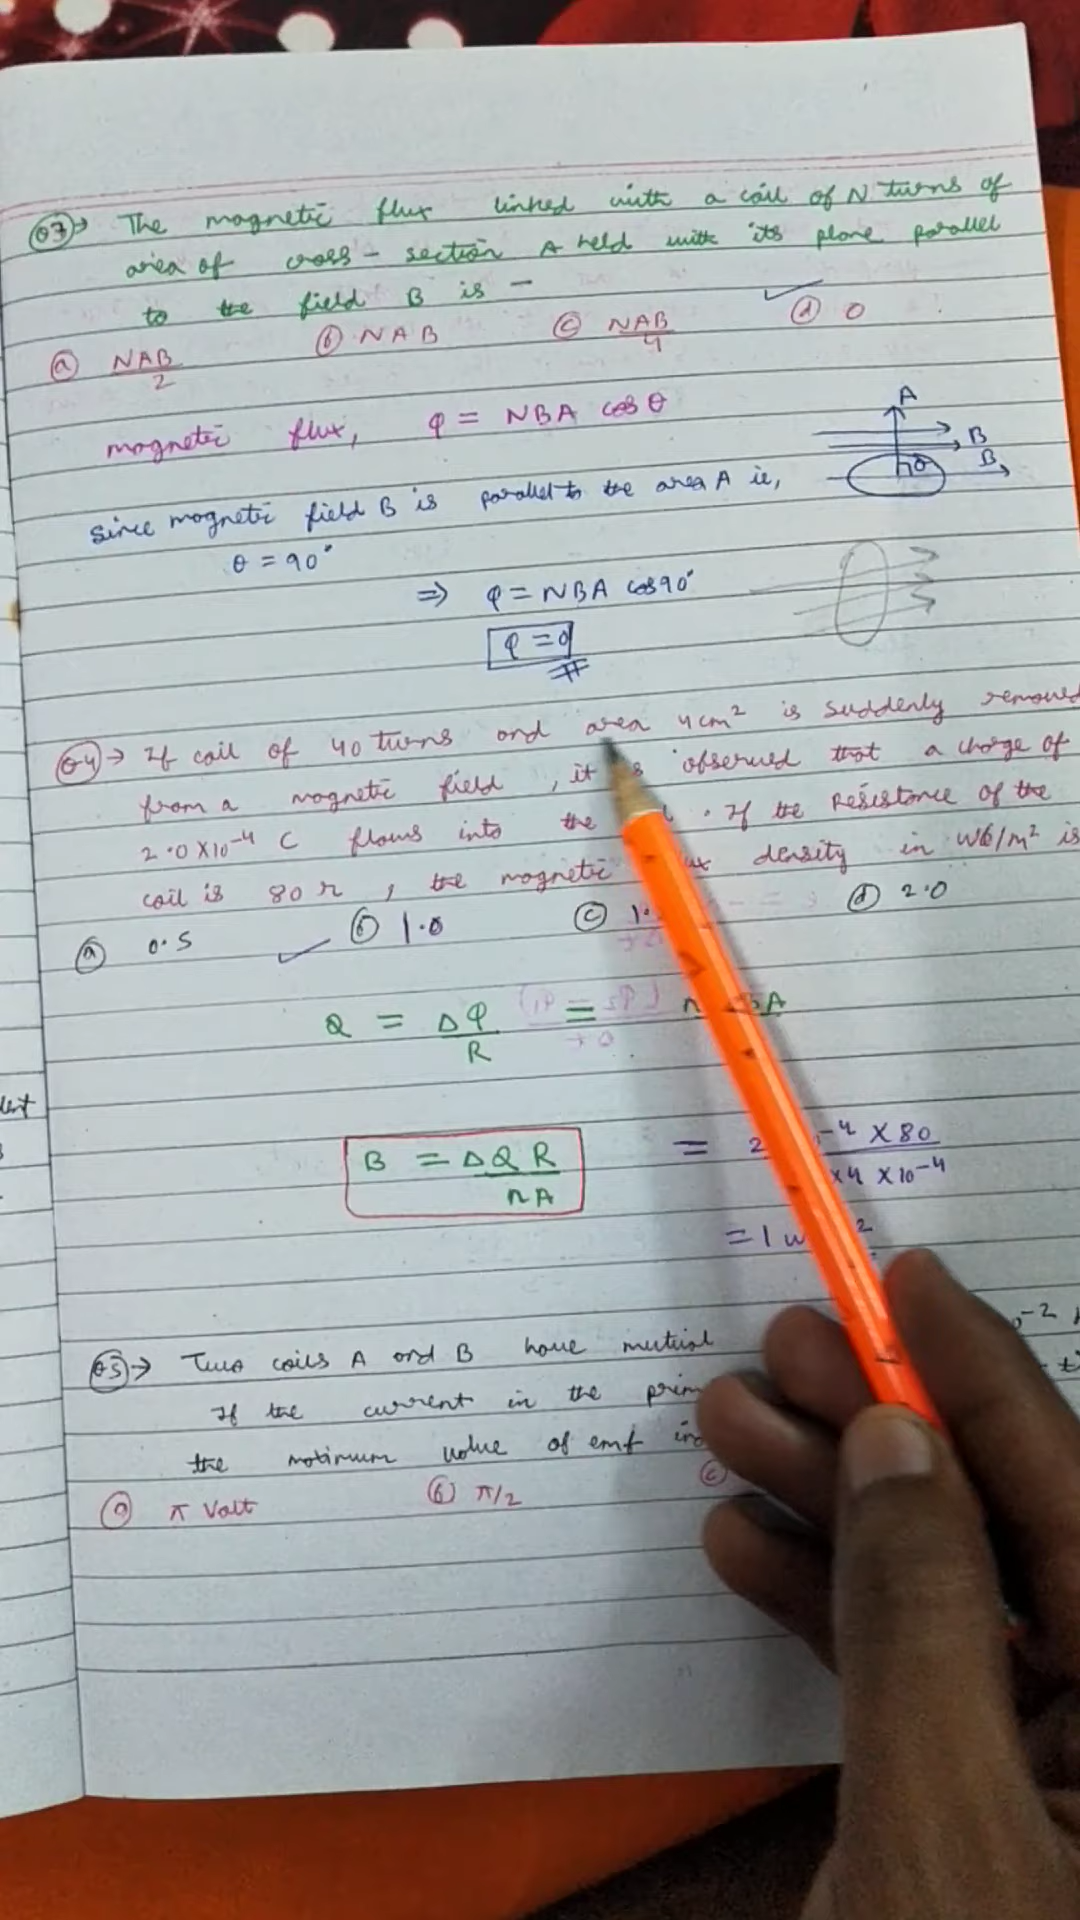 Q3→ The magnetic flux linked with a coil of N turns of
area of cross-section A held with its plane parallel
to the field B is -
(a) NAB/2 (b) NAB (c) NAB/4 (d) 0
magnetic flux, φ = NBA cos θ
A
B
B
θ
Since magnetic field B is parallel to the area A ie,
θ = 90°
⇒ φ = NBA cos90°
φ = 0
Q4→ If coil of 40 turns and area 4cm² is suddenly removed
from a magnetic field, it observed that a charge of
2.0×10⁻⁴ C flows into the . If the Resistance of the
coil is 80 r, the magnetic density in wb/m² is
(a) 0.5 (b) 1.0 (c) (d) 2.0
Q = Δφ/R =
B = ΔQ R/nA = × 80
×4 ×10⁻⁴
= 1
Q5→ Two coils A and B have mutual
If the current in the
the maximum value of emf
(a) π Volt (b) π/2 (c)